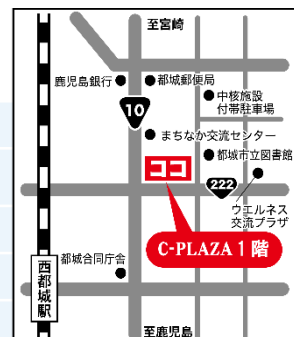 至宮崎
鹿児島銀行
都城郵便局
中核施設
付帯駐車場
10
まちなか交流センター
都城市立図書館
ココ
222
ウエルネス
交流プラザ
C-PLAZA 1 階
都城合同庁舎
西都城駅
至鹿児島